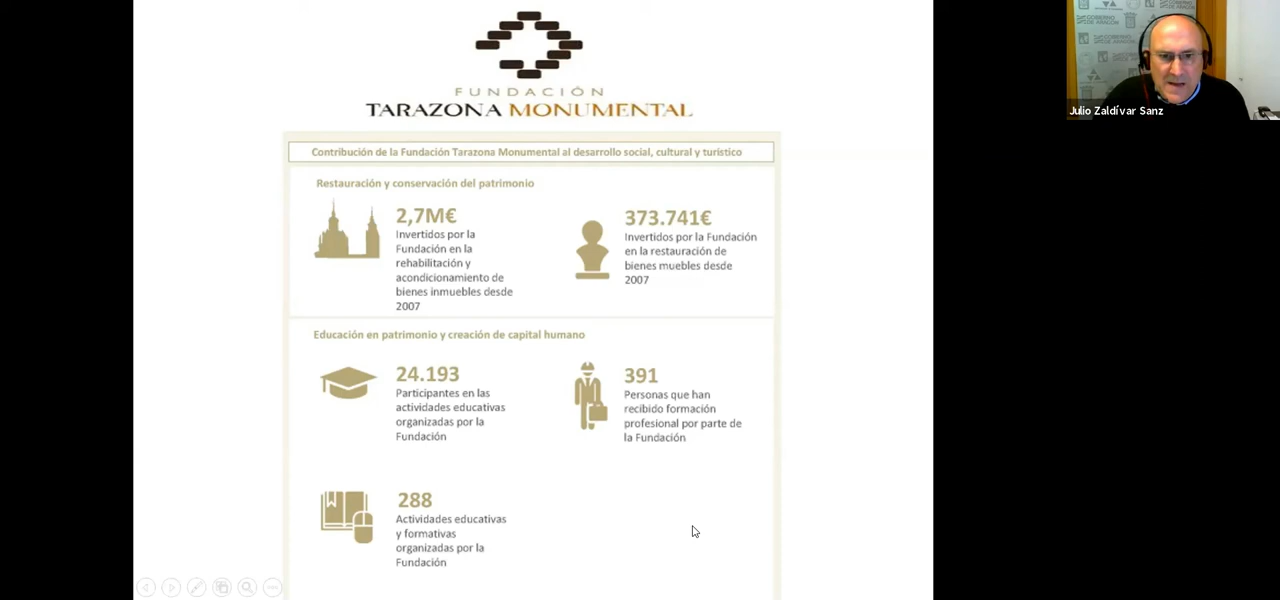 FUNDACIÓN
TARAZONA MONUMENTAL
Contribución de la Fundación Tarazona Monumental al desarrollo social, cultural y turístico
Restauración y conservación del patrimonio
2,7M€
Invertidos por la
Fundación en la
rehabilitación y
acondicionamiento de
bienes inmuebles desde
2007
373.741€
Invertidos por la Fundación
en la restauración de
bienes muebles desde
2007
Educación en patrimonio y creación de capital humano
24.193
Participantes en las
actividades educativas
organizadas por la
Fundación
391
Personas que han
recibido formación
profesional por parte de
la Fundación
288
Actividades educativas
y formativas
organizadas por la
Fundación
GOBIERNO
DE ARAGÓN
Julio Zaldívar Sanz